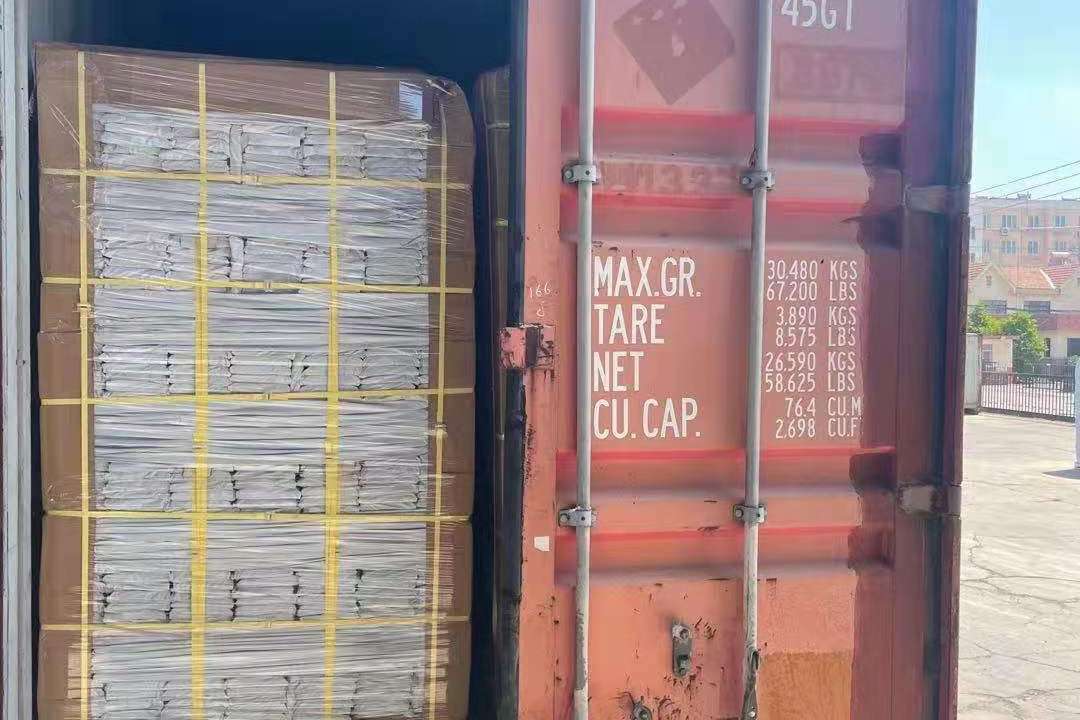 45G1
MAX.GR. 30.480 KGS
67.200 LBS
TARE 3.890 KGS
8.575 LBS
NET 26.590 KGS
58.625 LBS
CU.CAP. 76.4 CU.M
2.698 CU.F
166